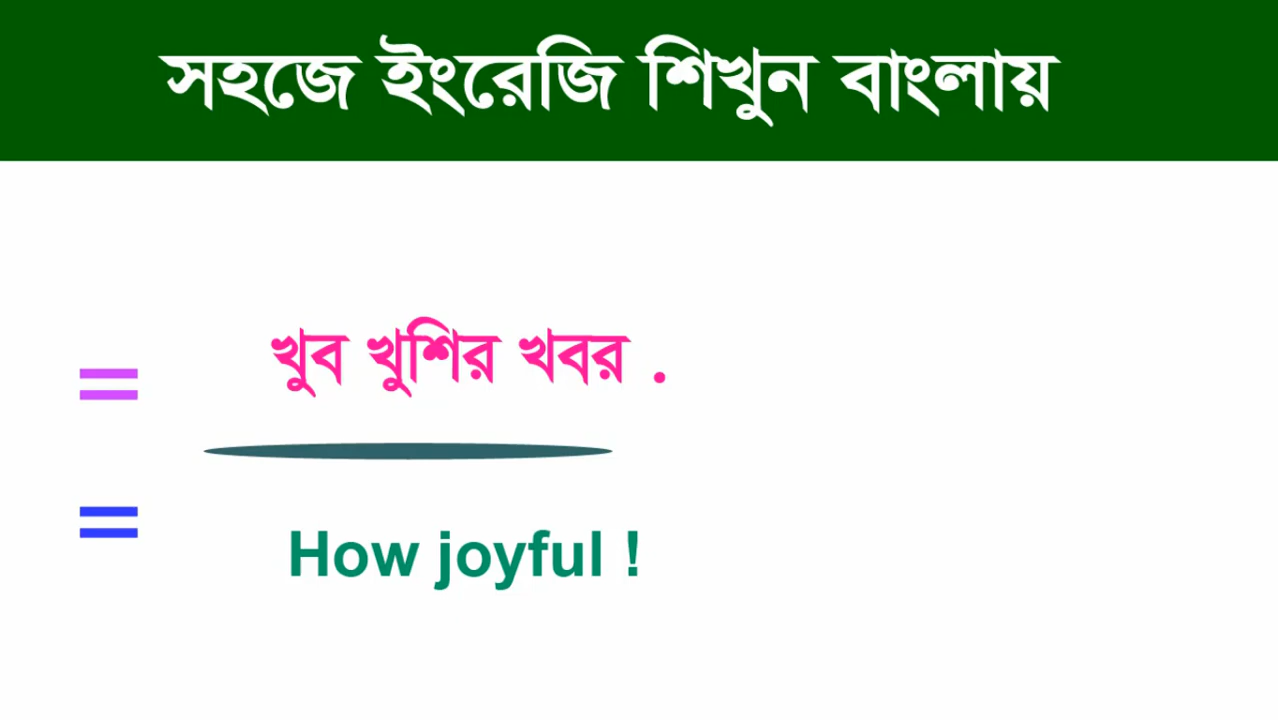 সহজে ইংরেজি শিখুন বাংলায়
= খুব খুশির খবর .
= How joyful !